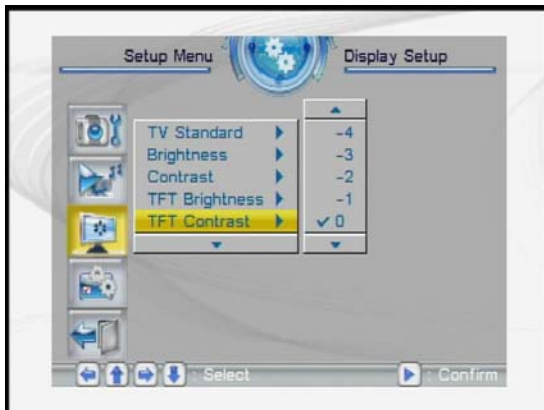 Setup Menu
Display Setup
TV Standard
Brightness
Contrast
TFT Brightness
TFT Contrast
-4
-3
-2
-1
0
: Select
: Confirm